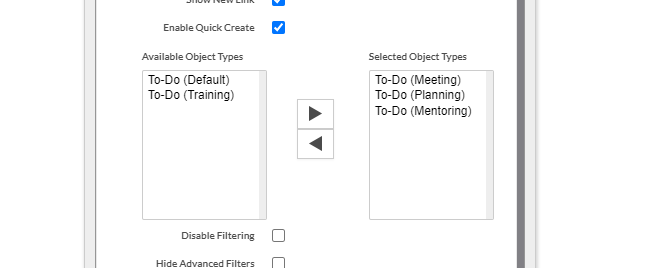 Show New Link
Enable Quick Create
Available Object Types
Selected Object Types
To-Do (Default)
To-Do (Training)
To-Do (Meeting)
To-Do (Planning)
To-Do (Mentoring)
Disable Filtering
Hide Advanced Filters